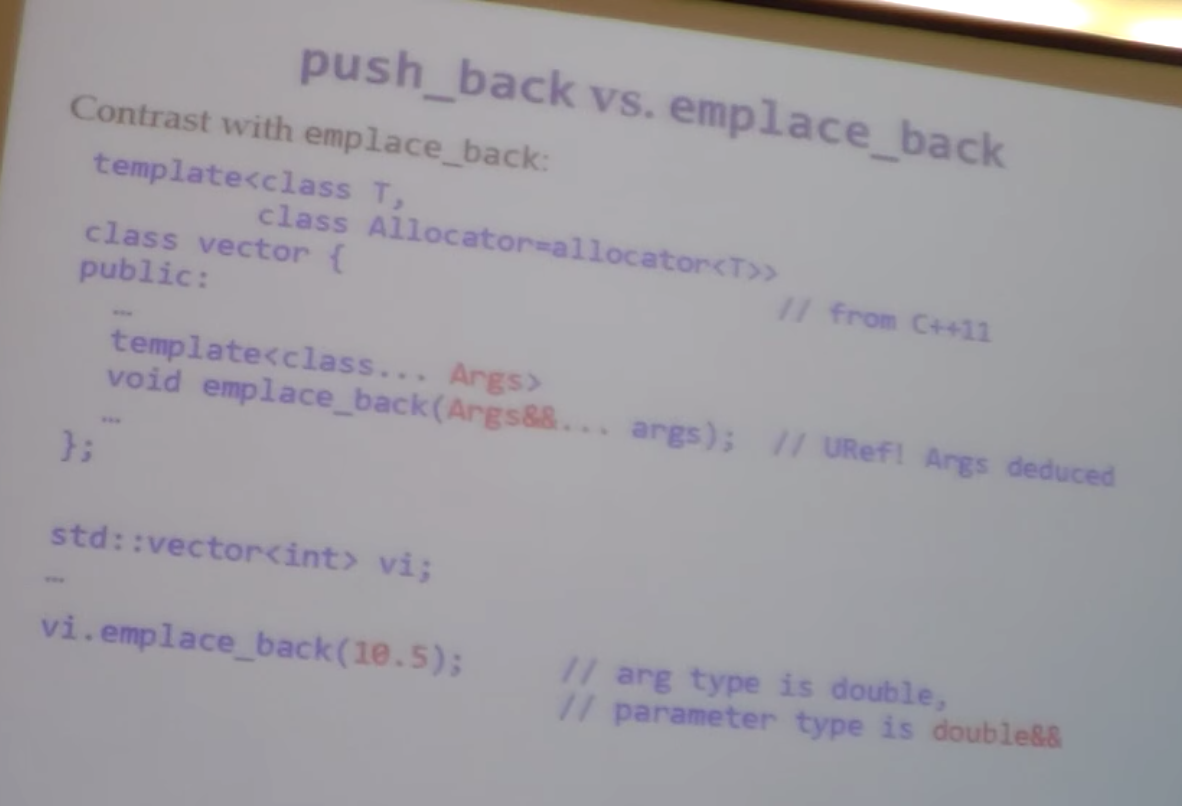 push_back vs. emplace_back
Contrast with emplace_back:
template<class T,
class Allocator=allocator<T>>
class vector {
public: // from C++11
…
template<class... Args>
void emplace_back(Args&&... args); // URef! Args deduced
…
};
std::vector<int> vi;
…
vi.emplace_back(10.5); // arg type is double,
// parameter type is double&&